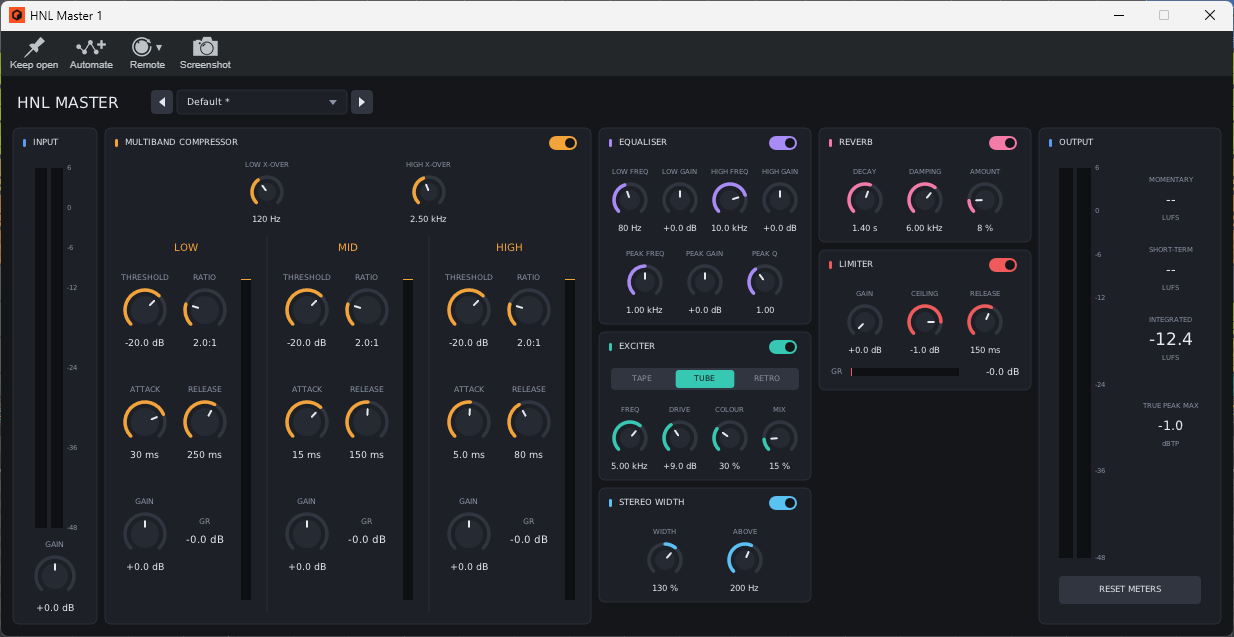 HNL Master 1
Keep open Automate Remote Screenshot
HNL MASTER Default *
INPUT
6
0
-6
-12
-24
-36
-48
GAIN
+0.0 dB
MULTIBAND COMPRESSOR
LOW X-OVER HIGH X-OVER
120 Hz 2.50 kHz
LOW MID HIGH
THRESHOLD RATIO THRESHOLD RATIO THRESHOLD RATIO
-20.0 dB 2.0:1 -20.0 dB 2.0:1 -20.0 dB 2.0:1
ATTACK RELEASE ATTACK RELEASE ATTACK RELEASE
30 ms 250 ms 15 ms 150 ms 5.0 ms 80 ms
GAIN GR GAIN GR GAIN GR
-0.0 dB -0.0 dB -0.0 dB
+0.0 dB +0.0 dB +0.0 dB
EQUALISER
LOW FREQ LOW GAIN HIGH FREQ HIGH GAIN
80 Hz +0.0 dB 10.0 kHz +0.0 dB
PEAK FREQ PEAK GAIN PEAK Q
1.00 kHz +0.0 dB 1.00
EXCITER
TAPE TUBE RETRO
FREQ DRIVE COLOUR MIX
5.00 kHz +9.0 dB 30 % 15 %
STEREO WIDTH
WIDTH ABOVE
130 % 200 Hz
REVERB
DECAY DAMPING AMOUNT
1.40 s 6.00 kHz 8 %
LIMITER
GAIN CEILING RELEASE
+0.0 dB -1.0 dB 150 ms
GR -0.0 dB
OUTPUT
6
0
-6
-12
-24
-36
-48
MOMENTARY
--
LUFS
SHORT-TERM
--
LUFS
INTEGRATED
-12.4
LUFS
TRUE PEAK MAX
-1.0
dBTP
RESET METERS